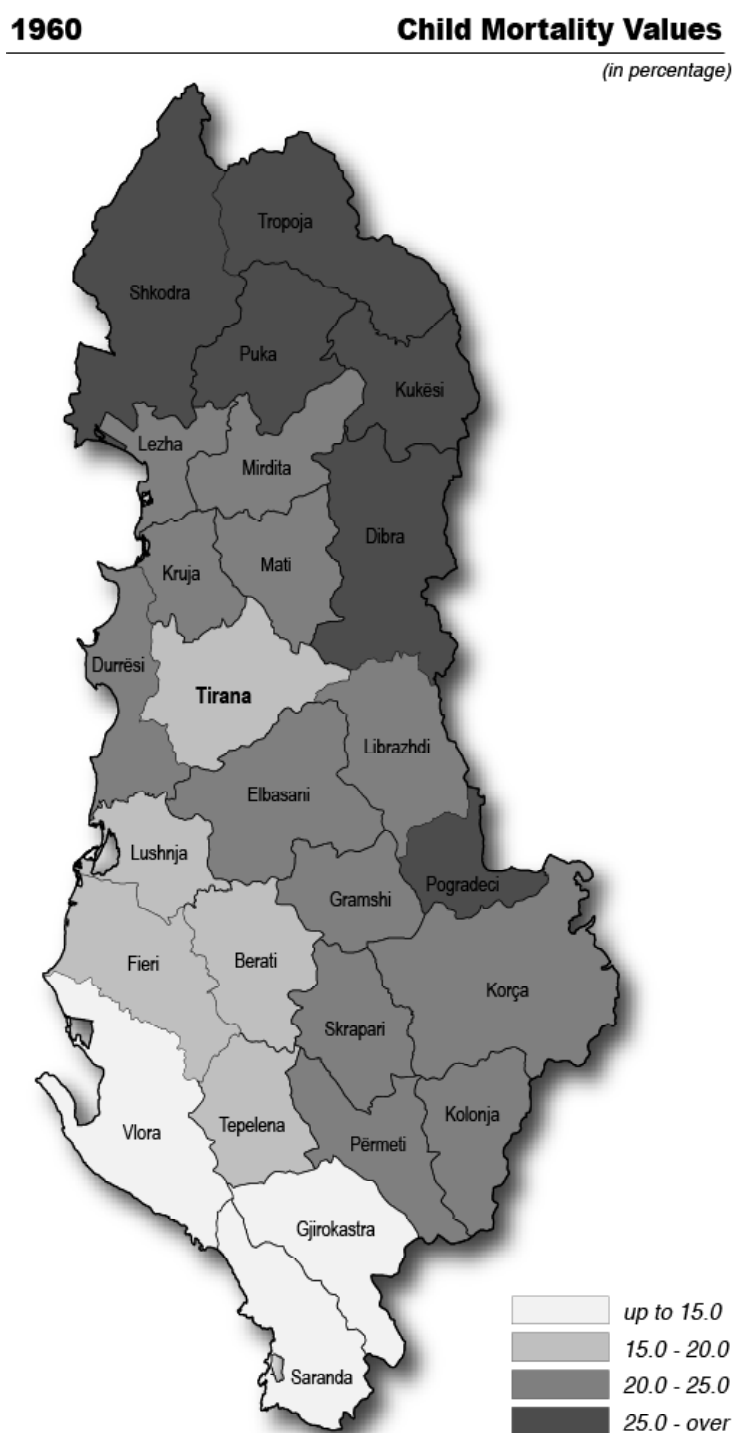 1960 Child Mortality Values
(in percentage)
Tropoja
Shkodra
Puka
Kukësi
Lezha
Mirdita
Dibra
Mati
Kruja
Durrësi
Tirana
Librazhdi
Elbasani
Lushnja
Pogradeci
Gramshi
Berati
Fieri
Korça
Skrapari
Kolonja
Tepelena
Vlora
Përmeti
Gjirokastra
Saranda
up to 15.0
15.0 - 20.0
20.0 - 25.0
25.0 - over